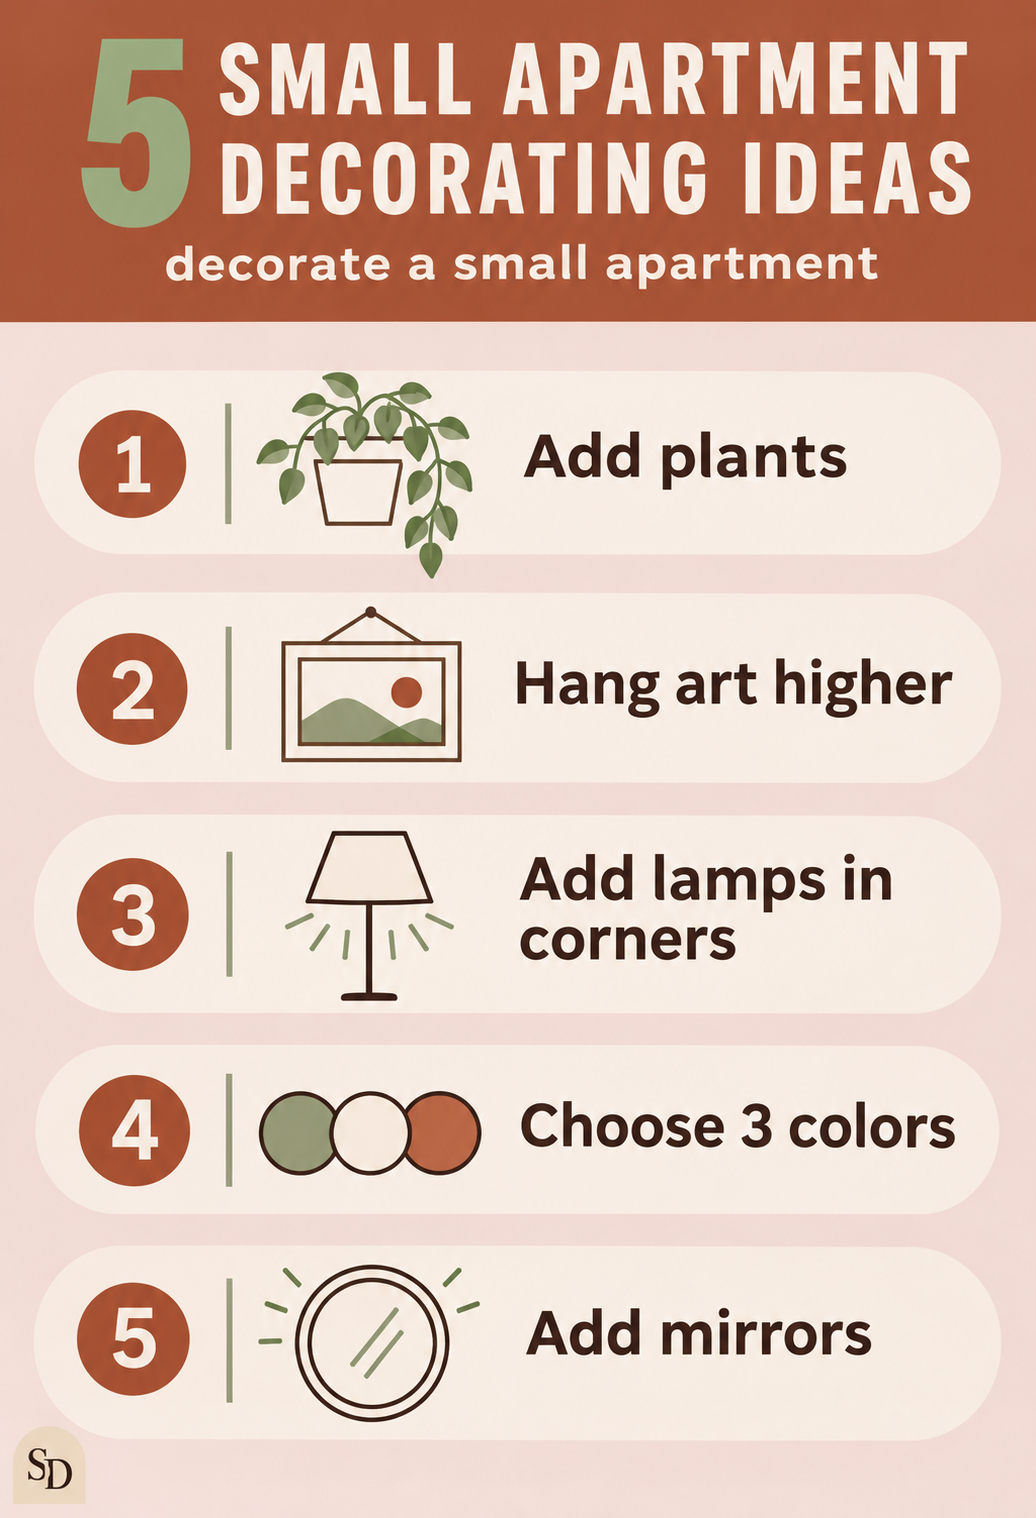 5
SMALL APARTMENT
DECORATING IDEAS
decorate a small apartment
1
Add plants
2
Hang art higher
3
Add lamps in
corners
4
Choose 3 colors
5
Add mirrors
SD